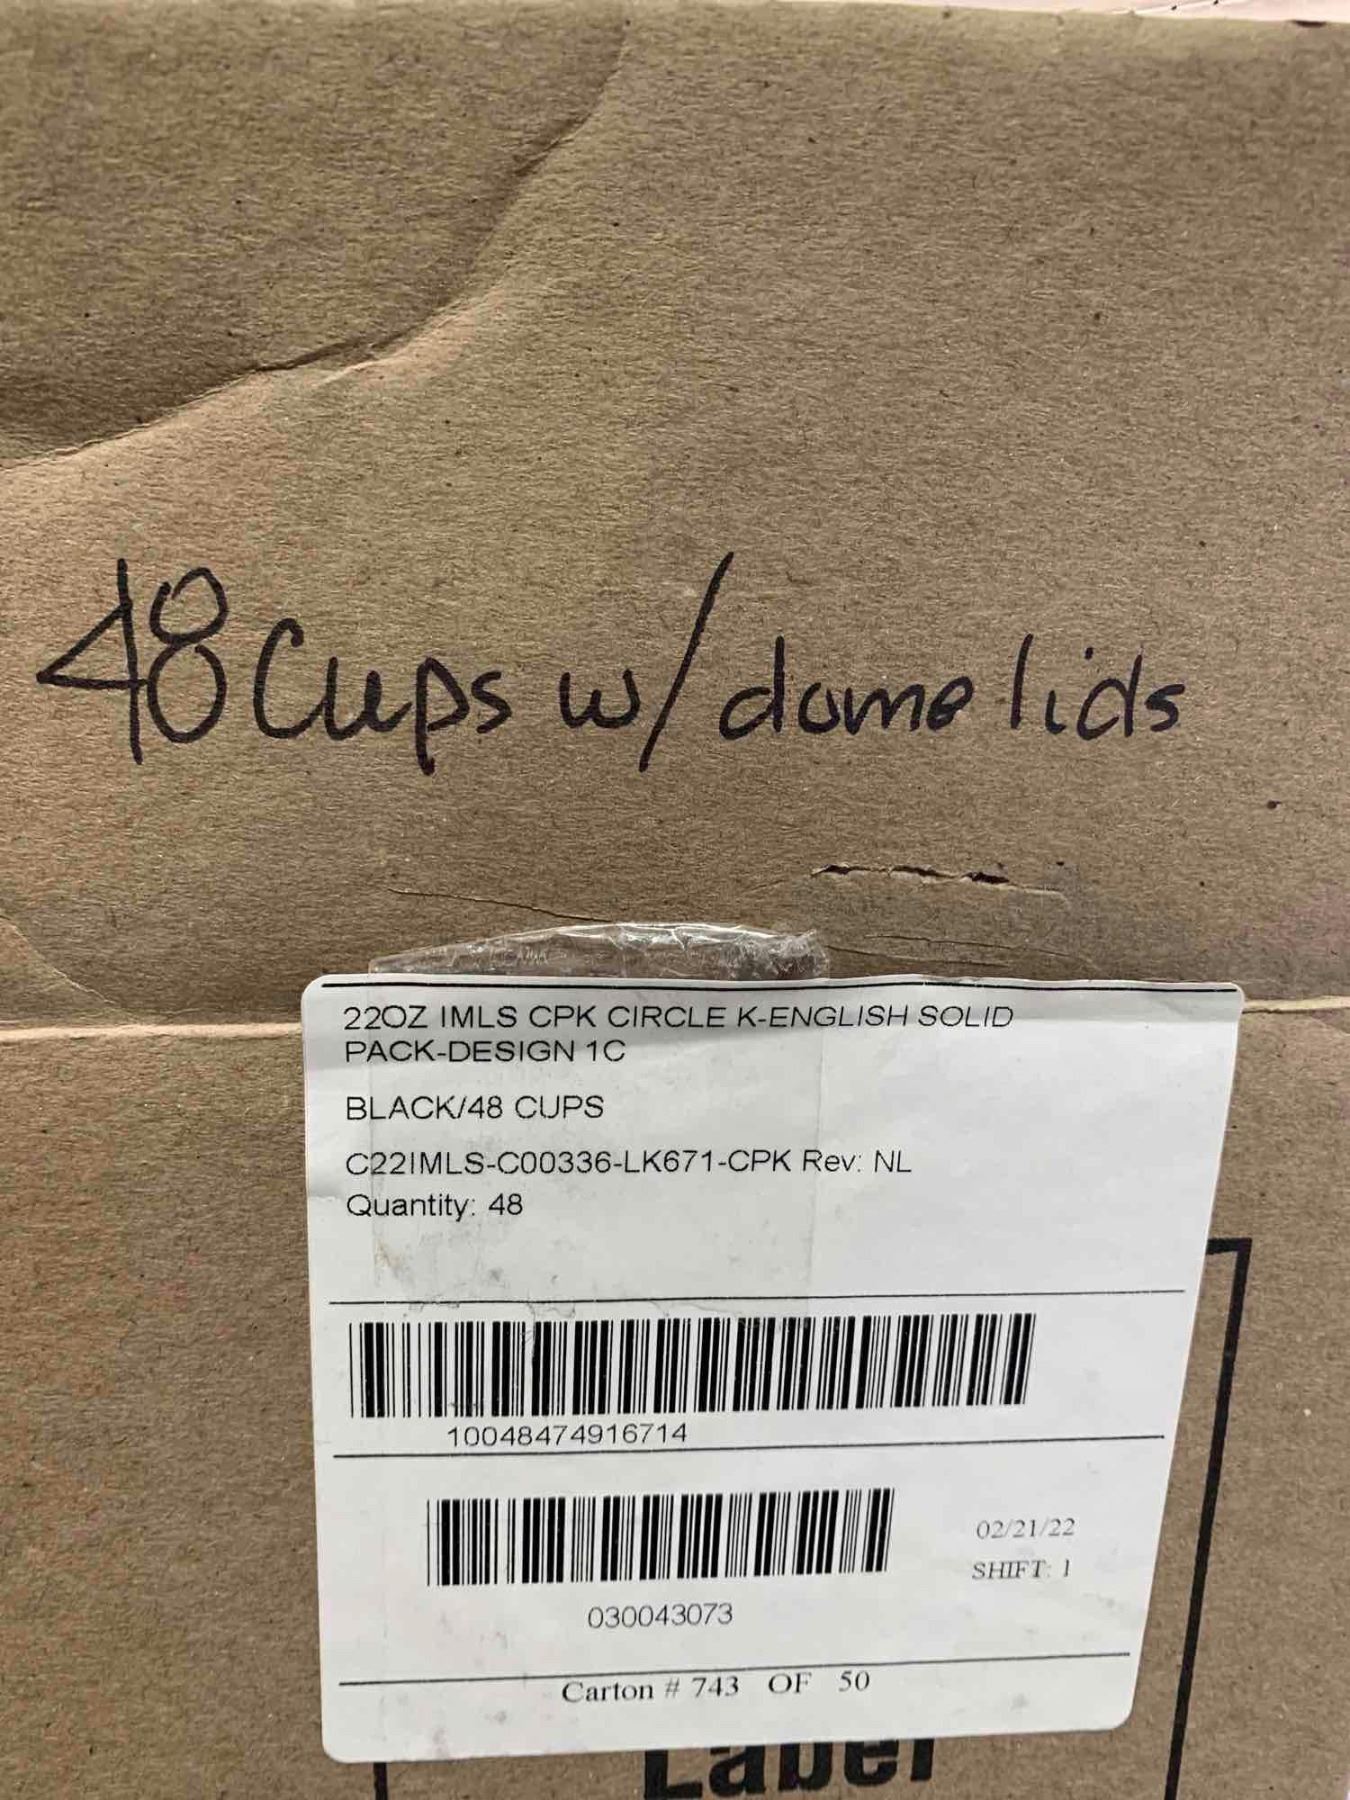 48 Cups w/ dome lids
22OZ IMLS CPK CIRCLE K-ENGLISH SOLID
PACK-DESIGN 1C
BLACK/48 CUPS
C22IMLS-C00336-LK671-CPK Rev: NL
Quantity: 48
10048474916714
02/21/22
SHIFT: 1
030043073
Carton # 743 OF 50
Label